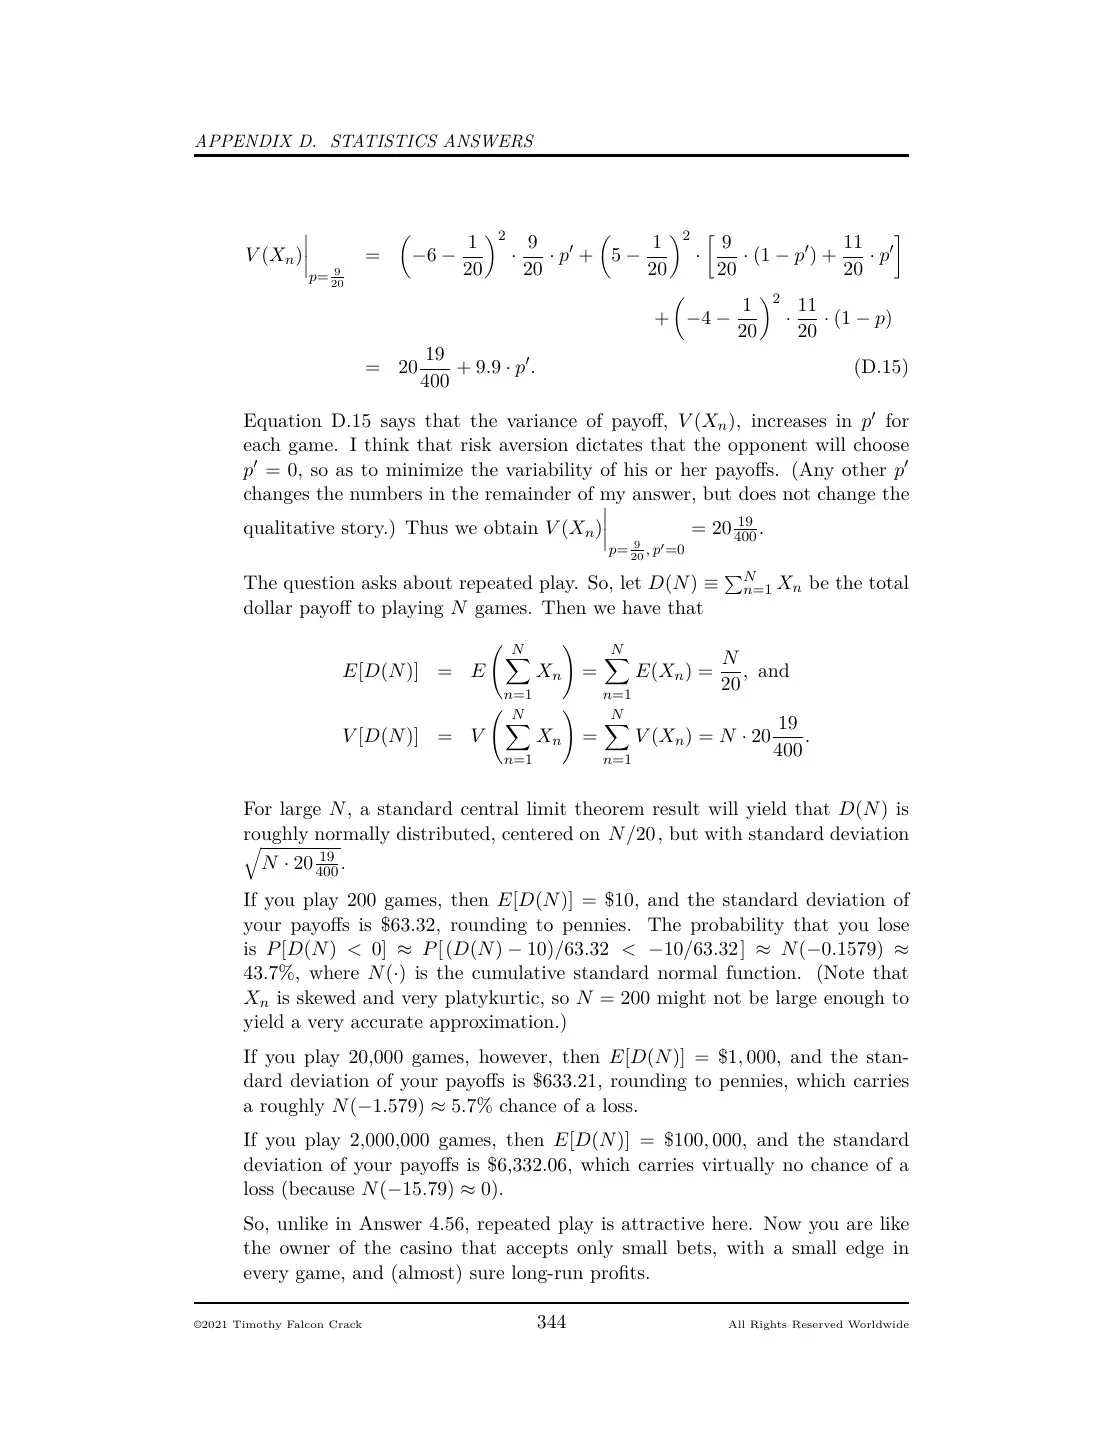 APPENDIX D. STATISTICS ANSWERS
V(Xₙ)|ₚ₌₉⁄₂₀ = (−6 − 1/20)² · 9/20 · p′ + (5 − 1/20)² · [9/20 · (1 − p′) + 11/20 · p′]
+ (−4 − 1/20)² · 11/20 · (1 − p)
= 20 19/400 + 9.9 · p′. (D.15)
Equation D.15 says that the variance of payoff, V(Xₙ), increases in p′ for
each game. I think that risk aversion dictates that the opponent will choose
p′ = 0, so as to minimize the variability of his or her payoffs. (Any other p′
changes the numbers in the remainder of my answer, but does not change the
qualitative story.) Thus we obtain V(Xₙ)|ₚ₌₉⁄₂₀, ₚ′₌₀ = 20 19/400.
The question asks about repeated play. So, let D(N) ≡ ∑ᴺₙ₌₁ Xₙ be the total
dollar payoff to playing N games. Then we have that
E[D(N)] = E(∑ᴺₙ₌₁ Xₙ) = ∑ᴺₙ₌₁ E(Xₙ) = N/20, and
V[D(N)] = V(∑ᴺₙ₌₁ Xₙ) = ∑ᴺₙ₌₁ V(Xₙ) = N · 20 19/400.
For large N, a standard central limit theorem result will yield that D(N) is
roughly normally distributed, centered on N/20, but with standard deviation
√(N · 20 19/400).
If you play 200 games, then E[D(N)] = $10, and the standard deviation of
your payoffs is $63.32, rounding to pennies. The probability that you lose
is P[D(N) < 0] ≈ P[(D(N) − 10)/63.32 < −10/63.32] ≈ N(−0.1579) ≈
43.7%, where N(·) is the cumulative standard normal function. (Note that
Xₙ is skewed and very platykurtic, so N = 200 might not be large enough to
yield a very accurate approximation.)
If you play 20,000 games, however, then E[D(N)] = $1,000, and the stan-
dard deviation of your payoffs is $633.21, rounding to pennies, which carries
a roughly N(−1.579) ≈ 5.7% chance of a loss.
If you play 2,000,000 games, then E[D(N)] = $100,000, and the standard
deviation of your payoffs is $6,332.06, which carries virtually no chance of a
loss (because N(−15.79) ≈ 0).
So, unlike in Answer 4.56, repeated play is attractive here. Now you are like
the owner of the casino that accepts only small bets, with a small edge in
every game, and (almost) sure long-run profits.
©2021 Timothy Falcon Crack 344 All Rights Reserved Worldwide